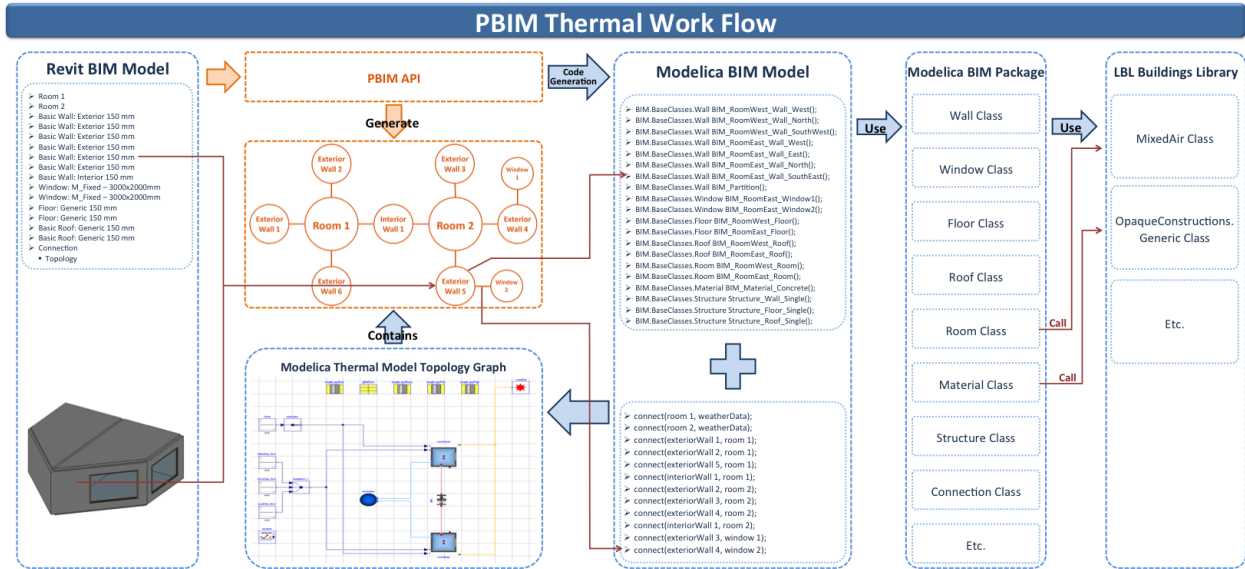 PBIM Thermal Work Flow
Revit BIM Model
➢ Room 1
➢ Room 2
➢ Basic Wall: Exterior 150 mm
➢ Basic Wall: Exterior 150 mm
➢ Basic Wall: Exterior 150 mm
➢ Basic Wall: Exterior 150 mm
➢ Basic Wall: Exterior 150 mm
➢ Basic Wall: Exterior 150 mm
➢ Basic Wall: Interior 150 mm
➢ Window: M_Fixed – 3000x2000mm
➢ Window: M_Fixed – 3000x2000mm
➢ Floor: Generic 150 mm
➢ Floor: Generic 150 mm
➢ Basic Roof: Generic 150 mm
➢ Basic Roof: Generic 150 mm
➢ Connection
• Topology
PBIM API
Generate
Exterior
Wall 2
Exterior
Wall 3
Window
1
Exterior
Wall 1
Room 1
Interior
Wall 1
Room 2
Exterior
Wall 4
Exterior
Wall 6
Exterior
Wall 5
Window
2
Contains
Modelica Thermal Model Topology Graph
Code
Generation
Modelica BIM Model
➢ BIM.BaseClasses.Wall BIM_RoomWest_Wall_West();
➢ BIM.BaseClasses.Wall BIM_RoomWest_Wall_North();
➢ BIM.BaseClasses.Wall BIM_RoomWest_Wall_SouthWest();
➢ BIM.BaseClasses.Wall BIM_RoomEast_Wall_West();
➢ BIM.BaseClasses.Wall BIM_RoomEast_Wall_East();
➢ BIM.BaseClasses.Wall BIM_RoomEast_Wall_North();
➢ BIM.BaseClasses.Wall BIM_RoomEast_Wall_SouthEast();
➢ BIM.BaseClasses.Wall BIM_Partition();
➢ BIM.BaseClasses.Window BIM_RoomEast_Window1();
➢ BIM.BaseClasses.Window BIM_RoomEast_Window2();
➢ BIM.BaseClasses.Floor BIM_RoomWest_Floor();
➢ BIM.BaseClasses.Floor BIM_RoomEast_Floor();
➢ BIM.BaseClasses.Roof BIM_RoomWest_Roof();
➢ BIM.BaseClasses.Roof BIM_RoomEast_Roof();
➢ BIM.BaseClasses.Room BIM_RoomWest_Room();
➢ BIM.BaseClasses.Room BIM_RoomEast_Room();
➢ BIM.BaseClasses.Material BIM_Material_Concrete();
➢ BIM.BaseClasses.Structure Structure_Wall_Single();
➢ BIM.BaseClasses.Structure Structure_Floor_Single();
➢ BIM.BaseClasses.Structure Structure_Roof_Single();
➢ connect(room 1, weatherData);
➢ connect(room 2, weatherData);
➢ connect(exteriorWall 1, room 1);
➢ connect(exteriorWall 2, room 1);
➢ connect(exteriorWall 5, room 1);
➢ connect(interiorWall 1, room 1);
➢ connect(exteriorWall 2, room 2);
➢ connect(exteriorWall 3, room 2);
➢ connect(exteriorWall 4, room 2);
➢ connect(interiorWall 1, room 2);
➢ connect(exteriorWall 3, window 1);
➢ connect(exteriorWall 4, window 2);
Use
Modelica BIM Package
Wall Class
Window Class
Floor Class
Roof Class
Room Class
Material Class
Structure Class
Connection Class
Etc.
Use
Call
Call
LBL Buildings Library
MixedAir Class
OpaqueConstructions.
Generic Class
Etc.